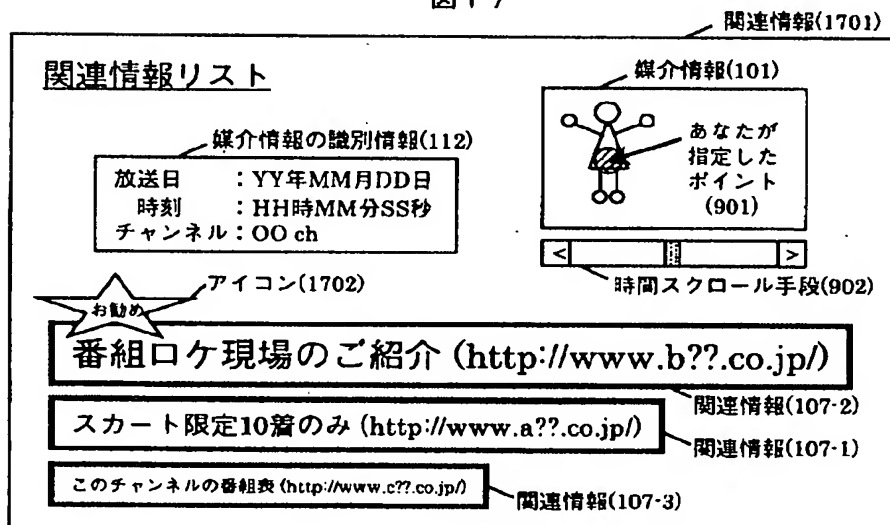 図17
関連情報(1701)
関連情報リスト
媒介情報(101)
あなたが
指定した
ポイント
(901)
媒介情報の識別情報(112)
放送日 : YY年MM月DD日
時刻 : HH時MM分SS秒
チャンネル : OO ch
< >
時間スクロール手段(902)
アイコン(1702)
お勧め
番組ロケ現場のご紹介 (http://www.b??.co.jp/)
関連情報(107-2)
スカート限定10着のみ (http://www.a??.co.jp/)
関連情報(107-1)
このチャンネルの番組表 (http://www.c??.co.jp/)
関連情報(107-3)